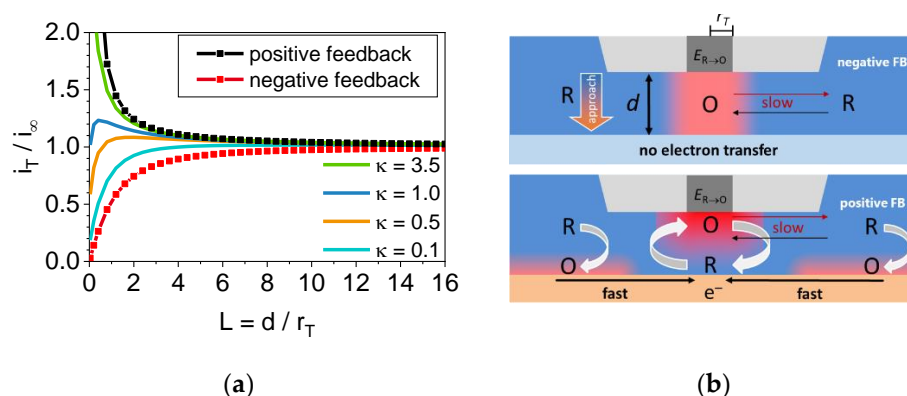 positive feedback
negative feedback
2.0
1.5
1.0
0.5
0.0
i_T / i_∞
κ = 3.5
κ = 1.0
κ = 0.5
κ = 0.1
0 2 4 6 8 10 12 14 16
L = d / r_T
(a)
r_T
E_R→O
negative FB
R
approach
d
O
slow
R
no electron transfer
E_R→O
positive FB
R
O
slow
R
O
R
O
fast
e⁻
fast
(b)